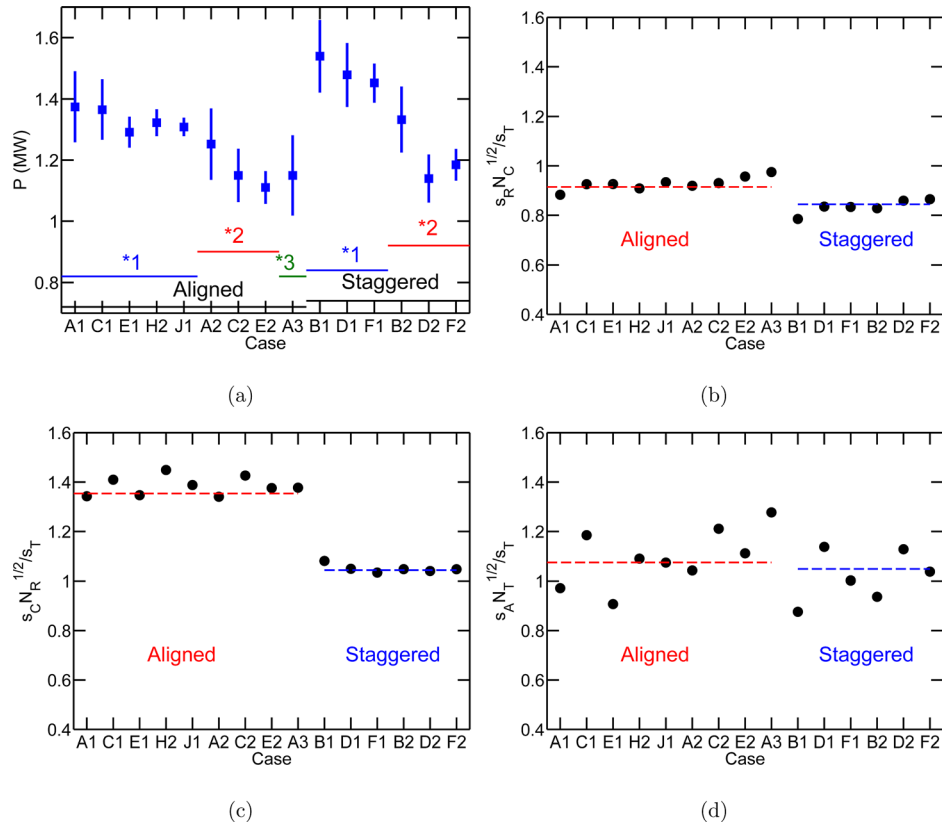 1.6
1.4
1.2
1
0.8
P (MW)
*1
*2
*3
*1
*2
Aligned
Staggered
A1 C1 E1 H2 J1 A2 C2 E2 A3 B1 D1 F1 B2 D2 F2
Case
(a)
1.6
1.4
1.2
1
0.8
0.6
0.4
s_R N_C^{1/2}/s_T
Aligned
Staggered
A1 C1 E1 H2 J1 A2 C2 E2 A3 B1 D1 F1 B2 D2 F2
Case
(b)
1.6
1.4
1.2
1
0.8
0.6
0.4
s_C N_R^{1/2}/s_T
Aligned
Staggered
A1 C1 E1 H2 J1 A2 C2 E2 A3 B1 D1 F1 B2 D2 F2
Case
(c)
1.6
1.4
1.2
1
0.8
0.6
0.4
s_A N_T^{1/2}/s_T
Aligned
Staggered
A1 C1 E1 H2 J1 A2 C2 E2 A3 B1 D1 F1 B2 D2 F2
Case
(d)